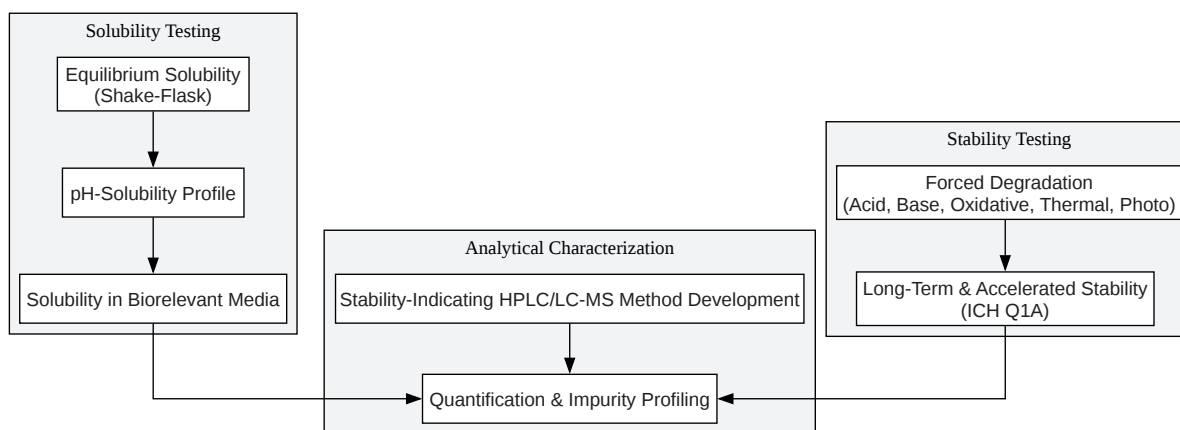 Solubility Testing
Equilibrium Solubility
(Shake-Flask)
pH-Solubility Profile
Solubility in Biorelevant Media
Analytical Characterization
Stability-Indicating HPLC/LC-MS Method Development
Quantification & Impurity Profiling
Stability Testing
Forced Degradation
(Acid, Base, Oxidative, Thermal, Photo)
Long-Term & Accelerated Stability
(ICH Q1A)